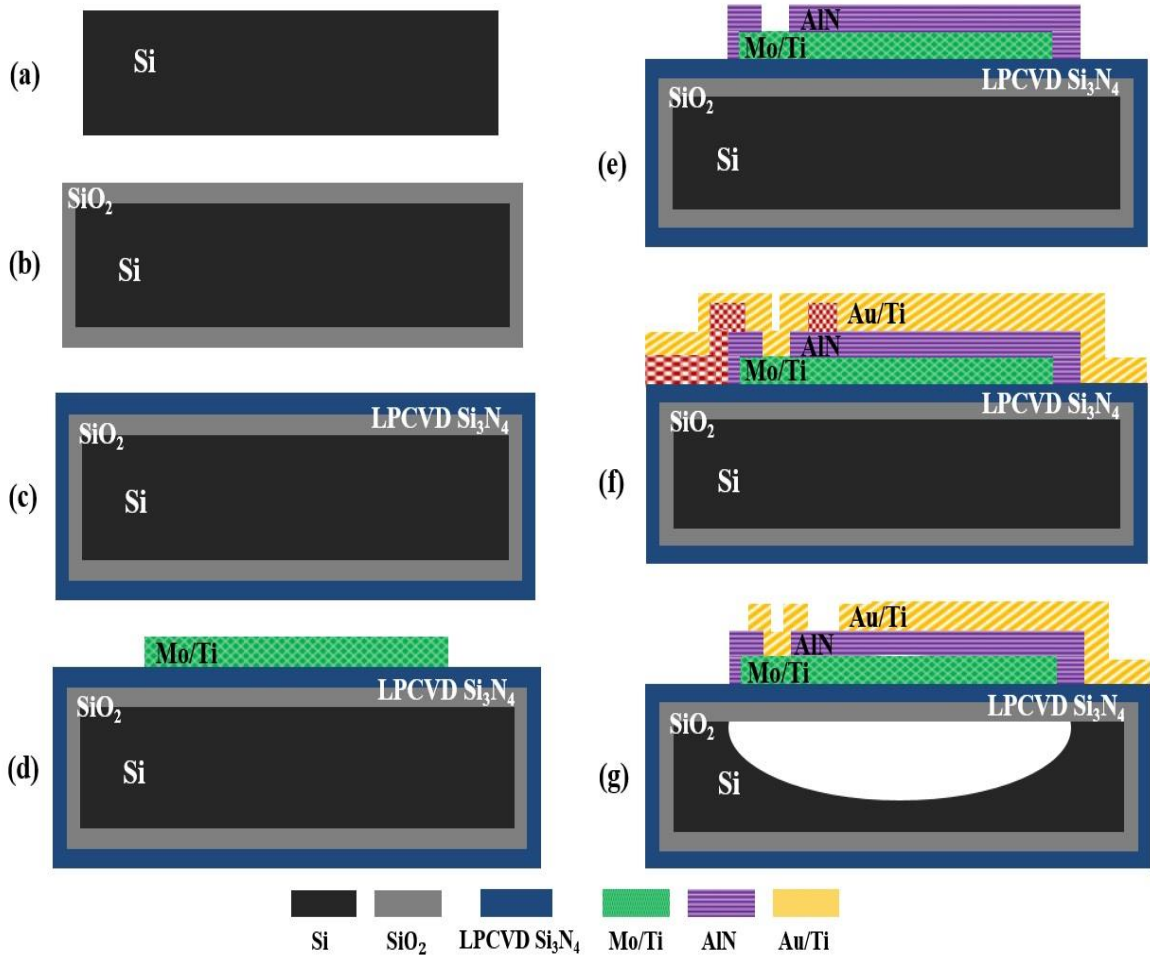 (a)
Si
(b)
SiO₂
Si
(c)
LPCVD Si₃N₄
SiO₂
Si
(d)
Mo/Ti
LPCVD Si₃N₄
SiO₂
Si
(e)
AlN
Mo/Ti
LPCVD Si₃N₄
SiO₂
Si
(f)
Au/Ti
AlN
Mo/Ti
LPCVD Si₃N₄
SiO₂
Si
(g)
Au/Ti
AlN
Mo/Ti
LPCVD Si₃N₄
SiO₂
Si
Si SiO₂ LPCVD Si₃N₄ Mo/Ti AlN Au/Ti